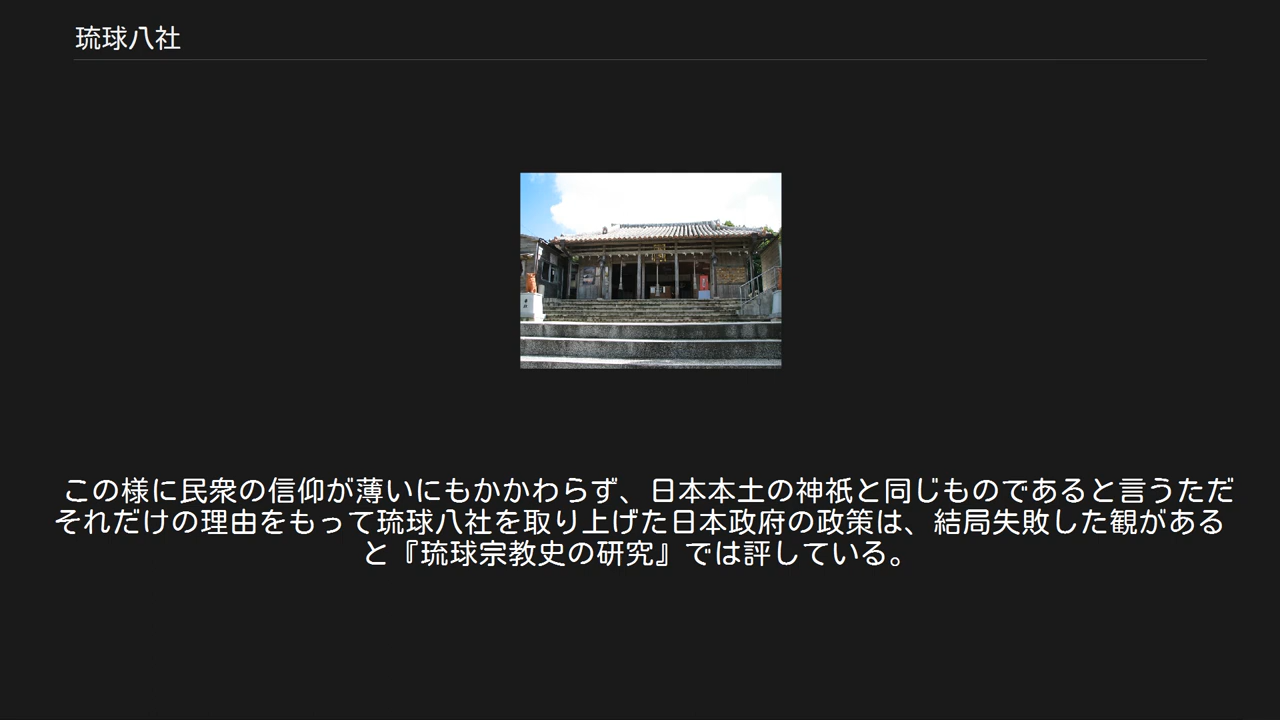 琉球八社
この様に民衆の信仰が薄いにもかかわらず、日本本土の神祇と同じものであると言うただ
それだけの理由をもって琉球八社を取り上げた日本政府の政策は、結局失敗した観がある
と『琉球宗教史の研究』では評している。